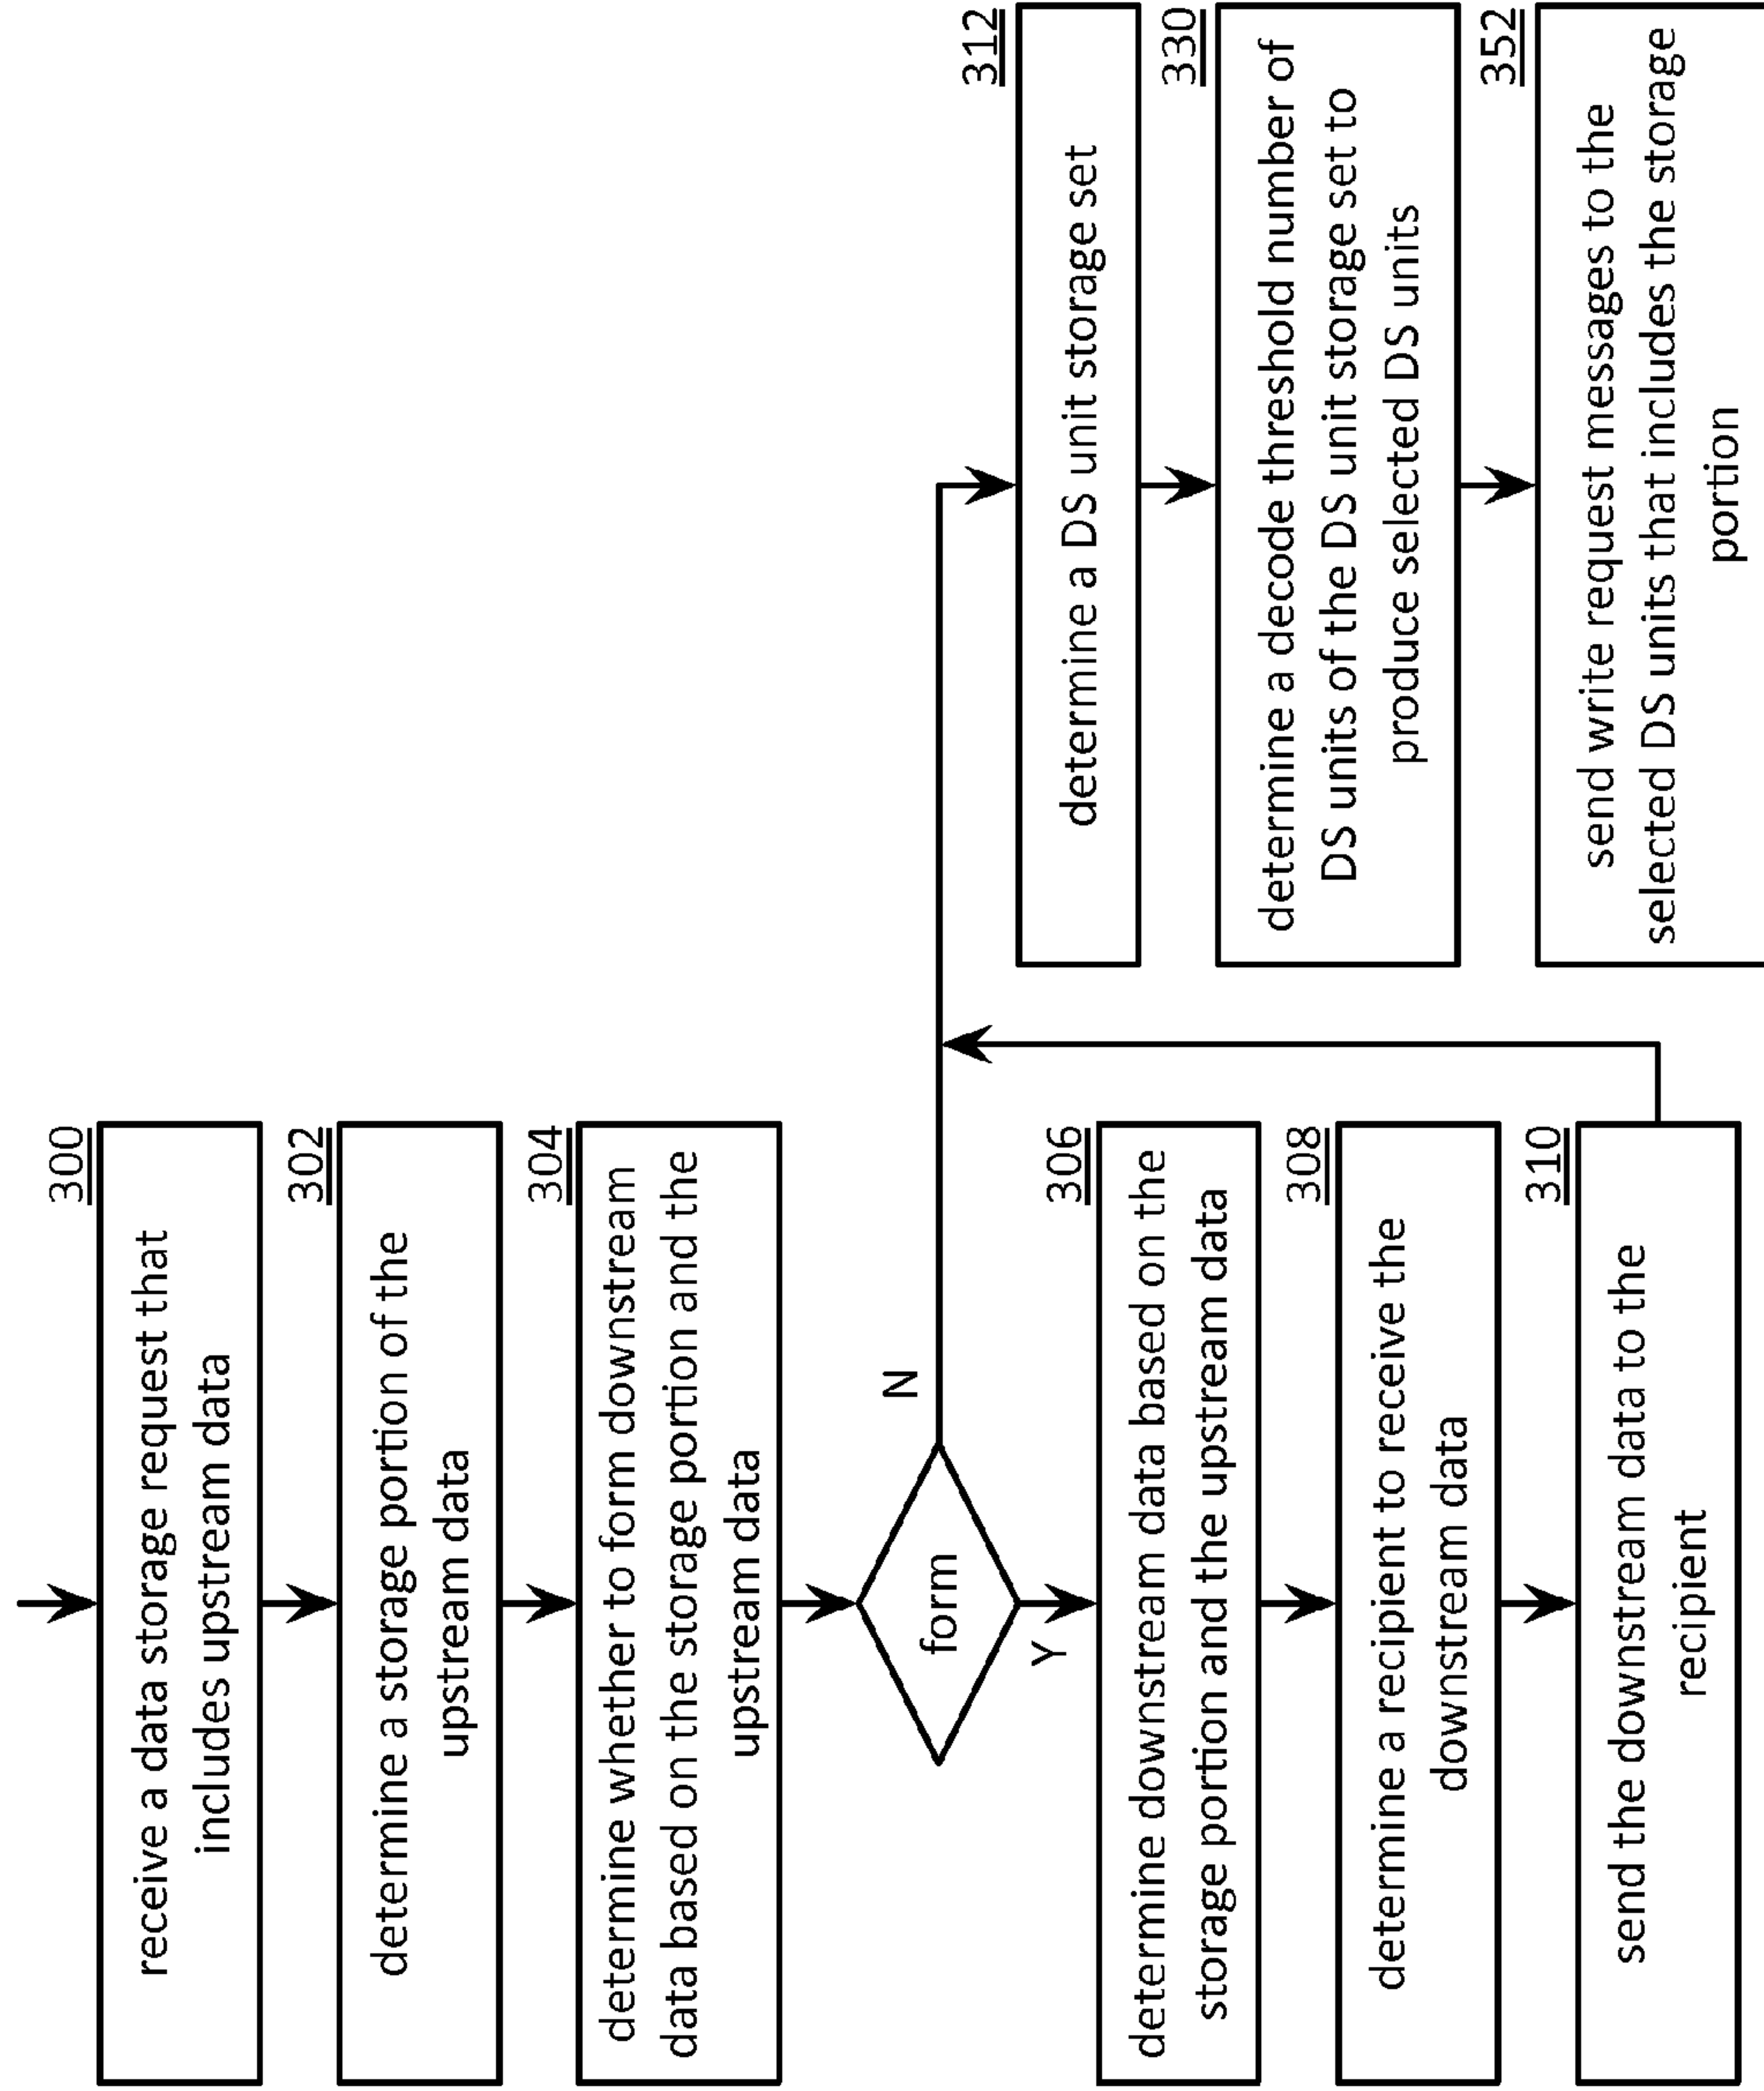 300
receive a data storage request that
includes upstream data
302
determine a storage portion of the
upstream data
304
determine whether to form downstream
data based on the storage portion and the
upstream data
form
N
Y
306
determine downstream data based on the
storage portion and the upstream data
308
determine a recipient to receive the
downstream data
310
send the downstream data to the
recipient
312
determine a DS unit storage set
330
determine a decode threshold number of
DS units of the DS unit storage set to
produce selected DS units
352
send write request messages to the
selected DS units that includes the storage
portion